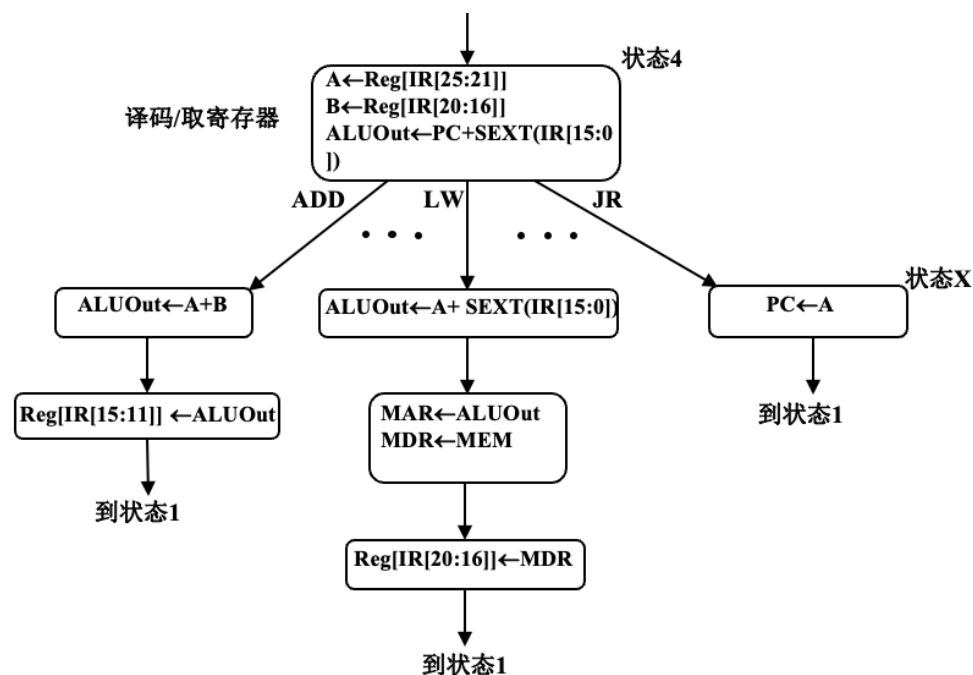 状态4
A←Reg[IR[25:21]]
B←Reg[IR[20:16]]
ALUOut←PC+SEXT(IR[15:0
])
译码/取寄存器
ADD
LW
JR
• • •
• • •
状态X
ALUOut←A+B
ALUOut←A+ SEXT(IR[15:0])
PC←A
Reg[IR[15:11]] ←ALUOut
MAR←ALUOut
MDR←MEM
到状态1
到状态1
Reg[IR[20:16]]←MDR
到状态1